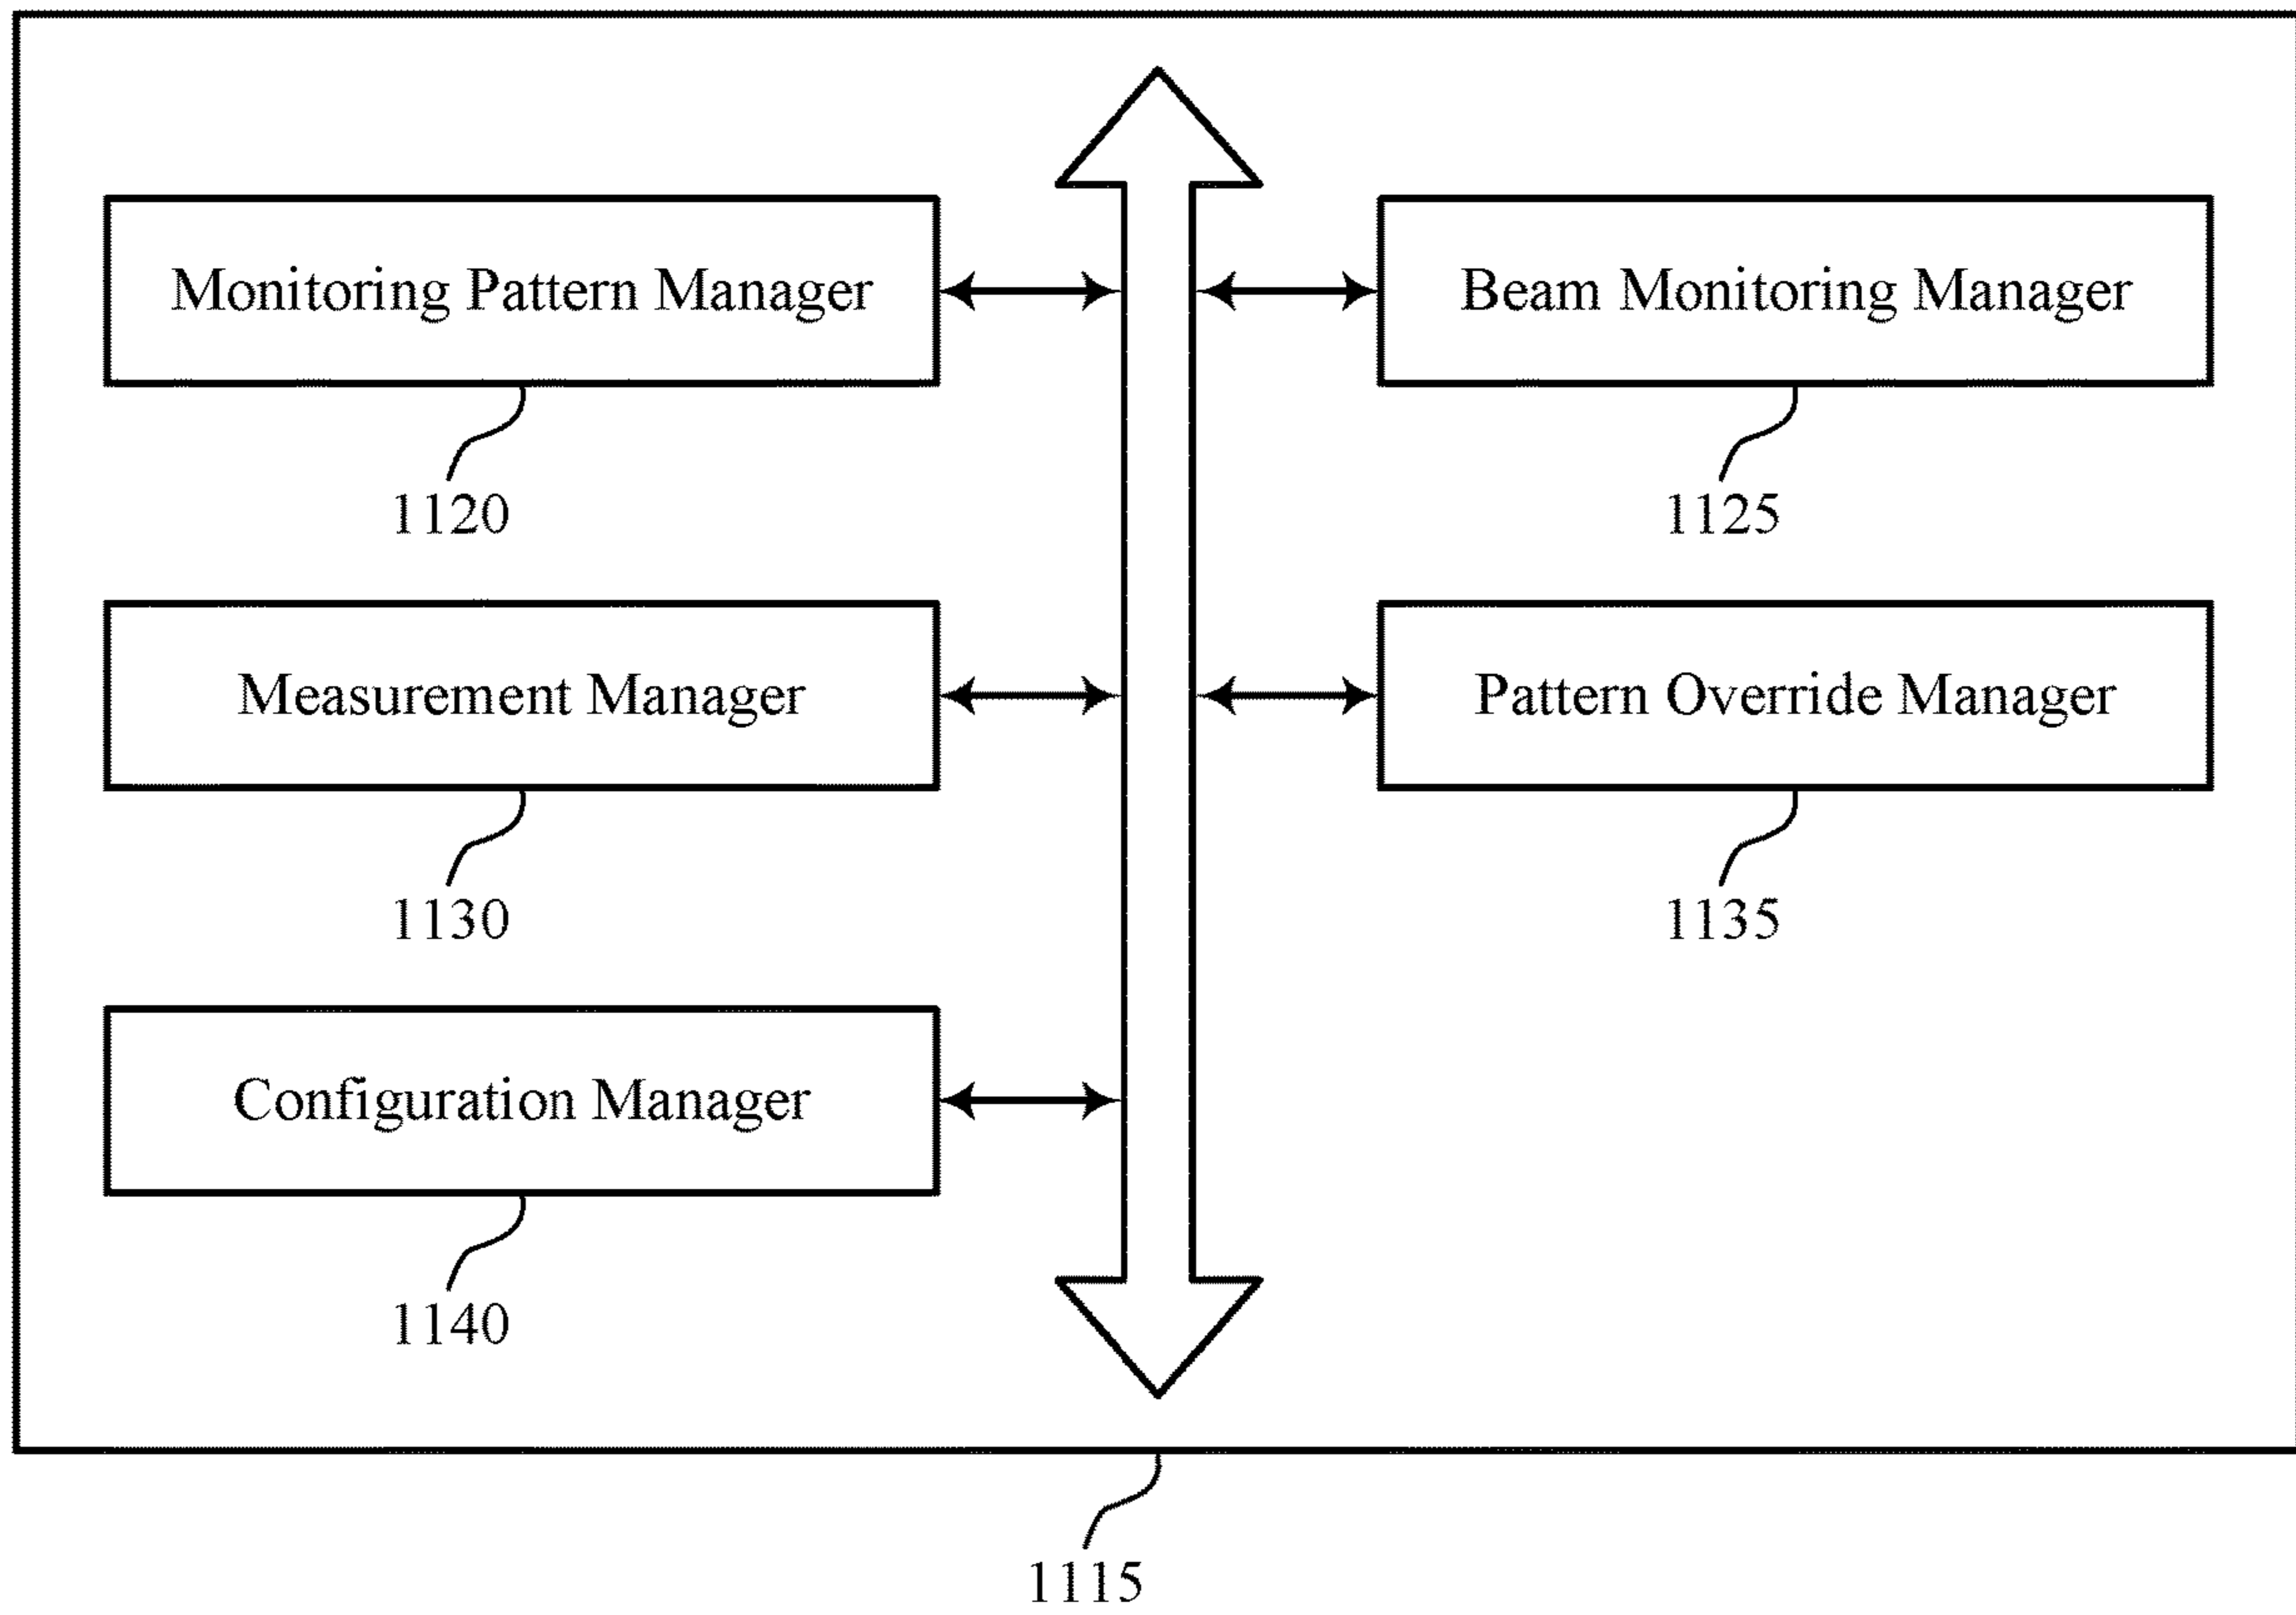 Monitoring Pattern Manager
Beam Monitoring Manager
1120
1125
Measurement Manager
Pattern Override Manager
1130
1135
Configuration Manager
1140
1115